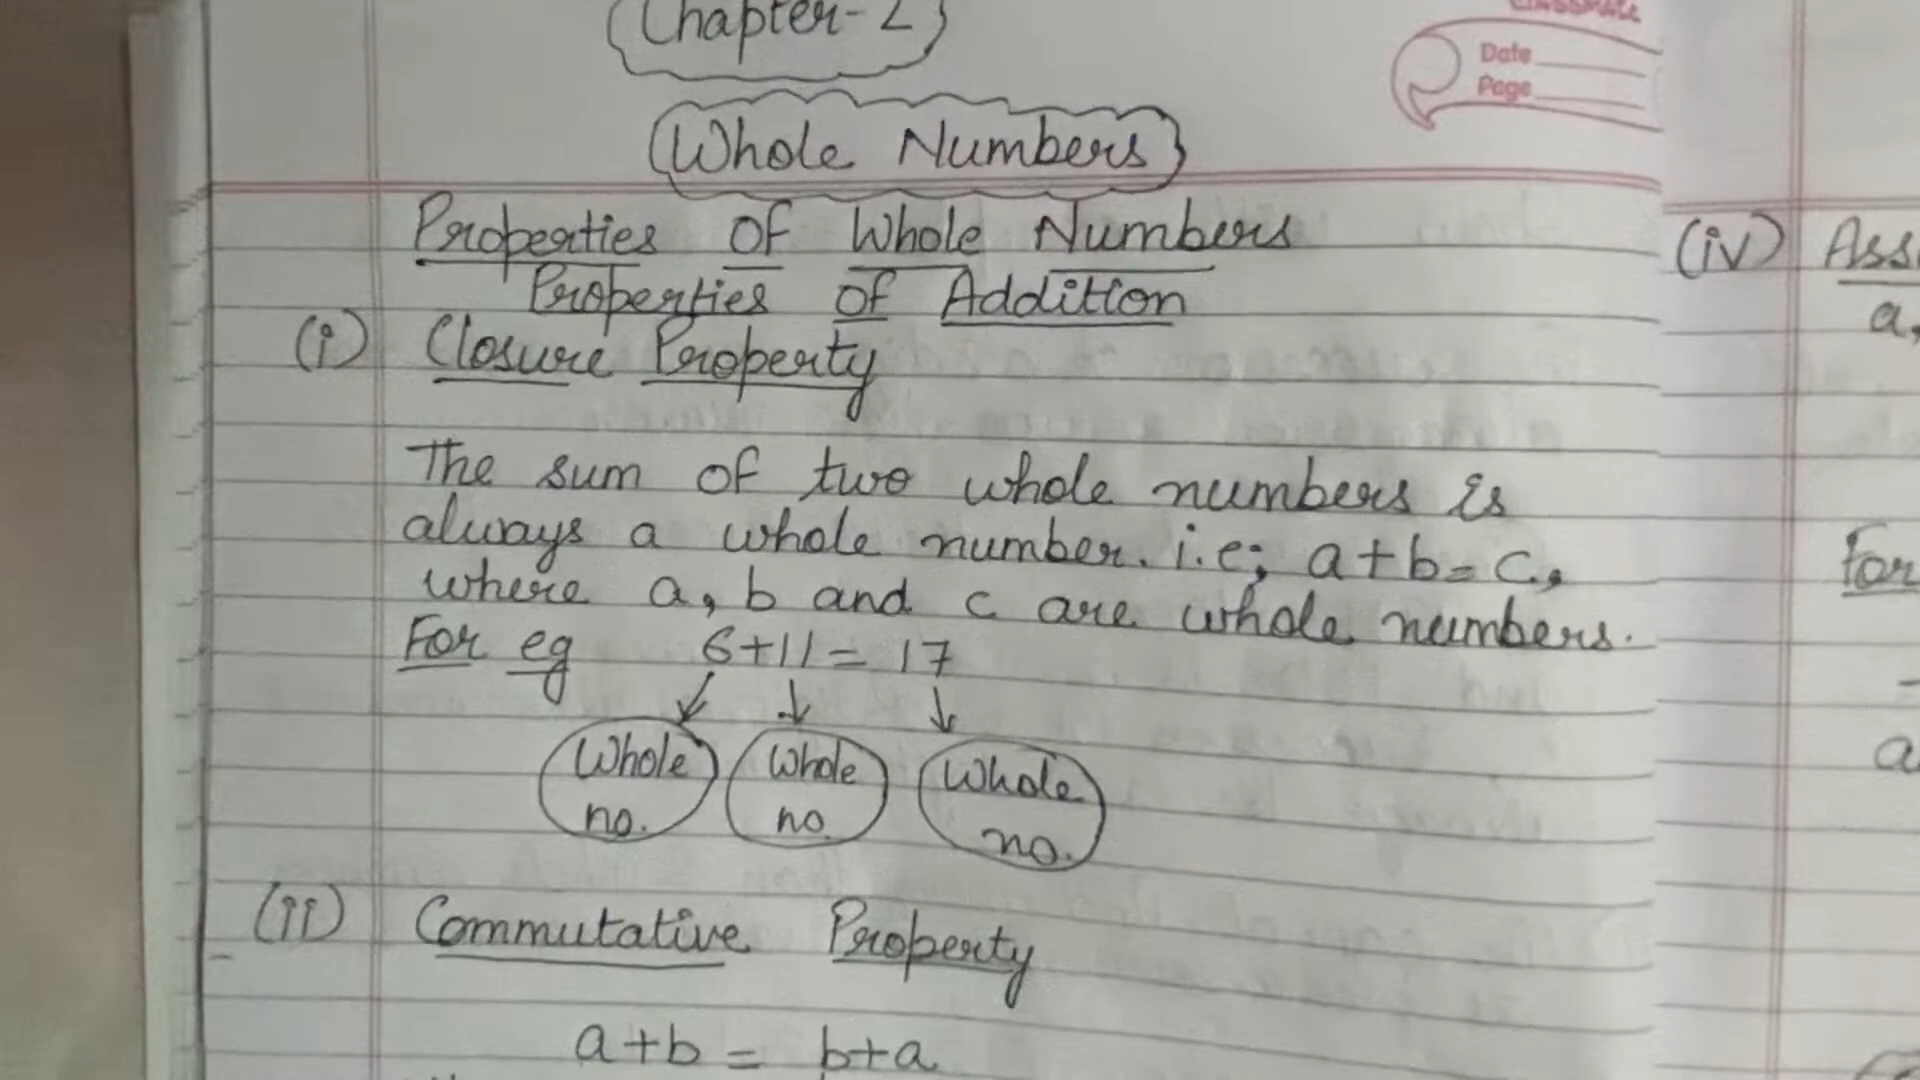 Chapter-2
classmate
Date
Page
Whole Numbers
Properties of Whole Numbers
Properties of Addition
(i) Closure Property
The sum of two whole numbers is
always a whole number. i.e; a+b=c,
where a, b and c are whole numbers.
For eg 6+11 = 17
Whole no.
Whole no.
Whole no.
(ii) Commutative Property
a+b = b+a
(iv) Ass
a,
For
a